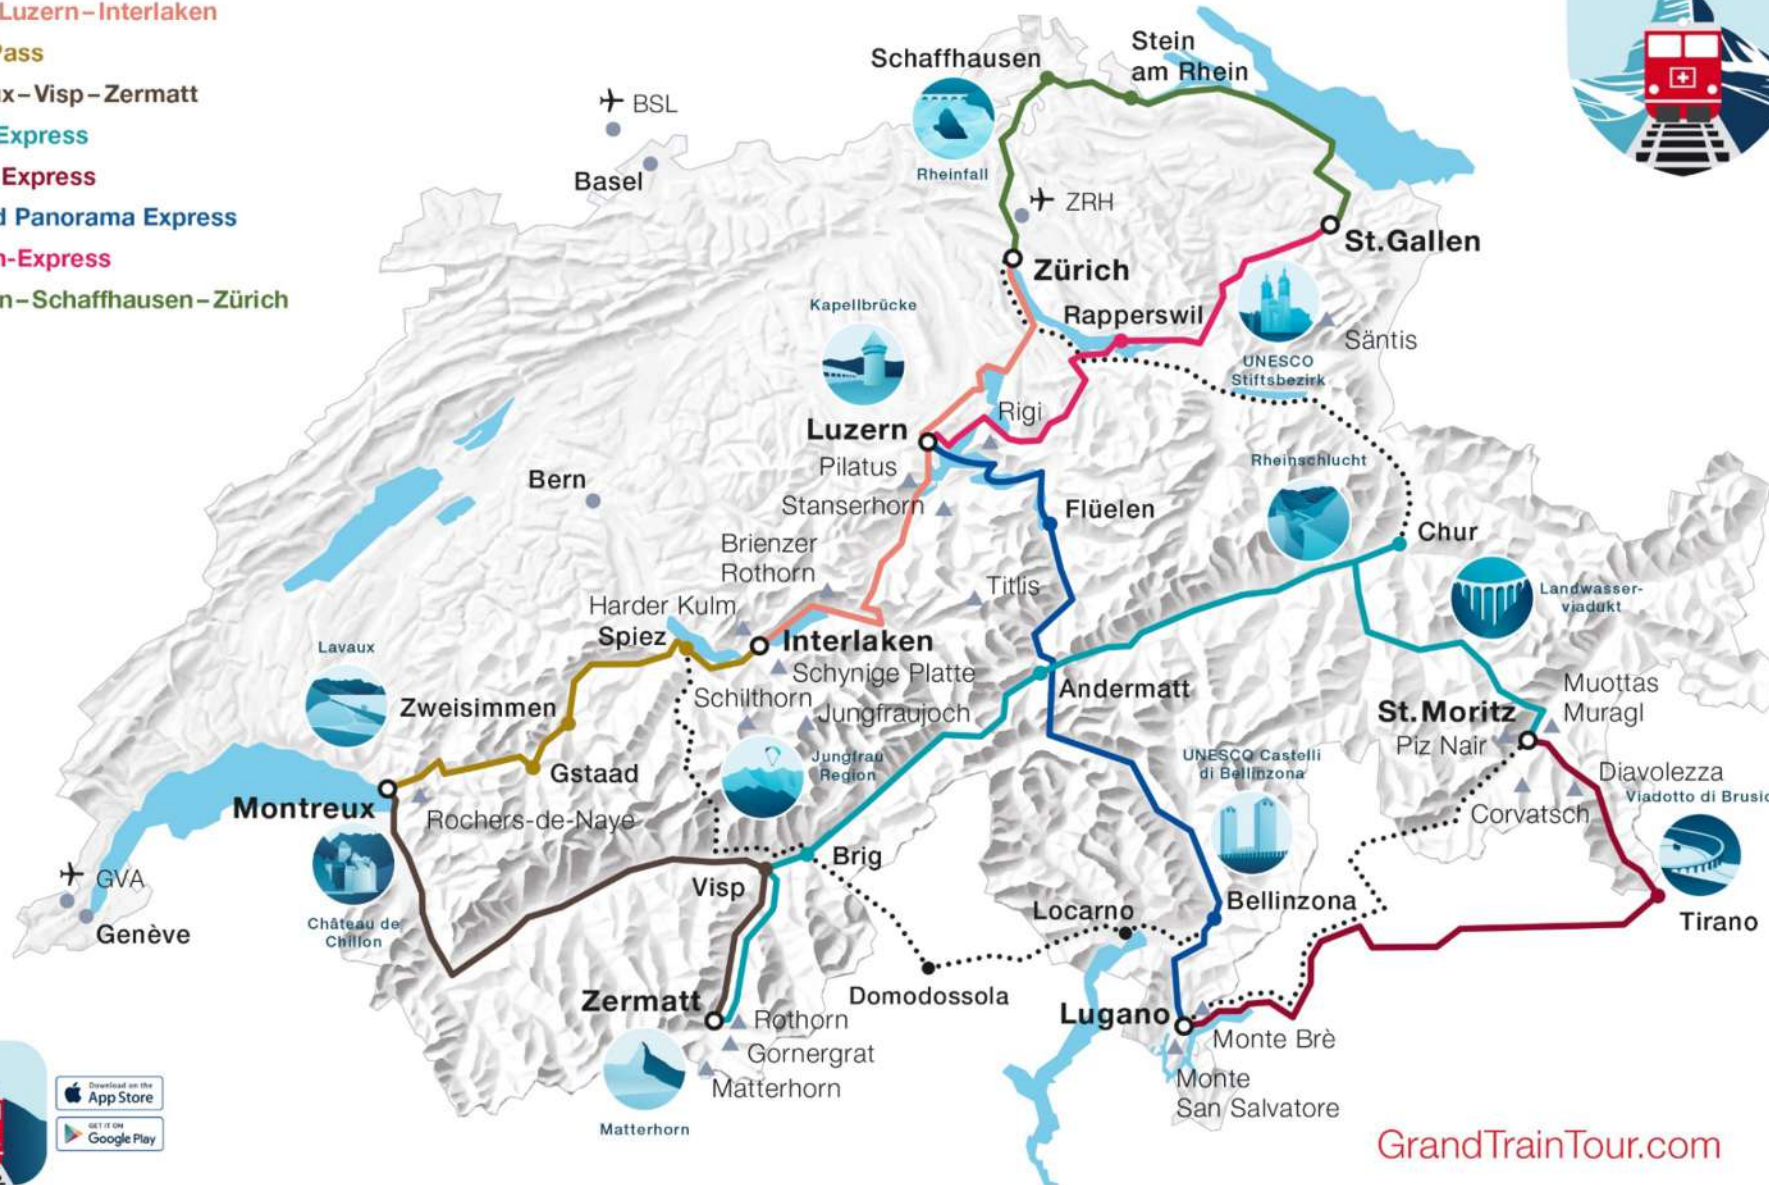 Luzern–Interlaken
Pass
x–Visp–Zermatt
Express
Express
d Panorama Express
n-Express
n–Schaffhausen–Zürich
Schaffhausen
Stein
am Rhein
BSL
Basel
Rheinfall
ZRH
St.Gallen
Zürich
Kapellbrücke
Rapperswil
Säntis
UNESCO
Stiftsbezirk
Rigi
Luzern
Pilatus
Stanserhorn
Bern
Rheinschlucht
Flüelen
Chur
Brienzer
Rothorn
Titlis
Landwasser-
viadukt
Harder Kulm
Spiez
Interlaken
Lavaux
Schynige Platte
Zweisimmen
Schilthorn
Jungfraujoch
Andermatt
Muottas
Muragl
St.Moritz
Piz Nair
Jungfrau
Region
UNESCO Castelli
di Bellinzona
Gstaad
Diavolezza
Viadotto di Brusio
Montreux
Rochers-de-Naye
Corvatsch
Brig
GVA
Visp
Genève
Château de
Chillon
Locarno
Bellinzona
Tirano
Domodossola
Zermatt
Lugano
Rothorn
Gornergrat
Matterhorn
Monte Brè
Monte
San Salvatore
Matterhorn
Download on the
App Store
GET IT ON
Google Play
GrandTrainTour.com